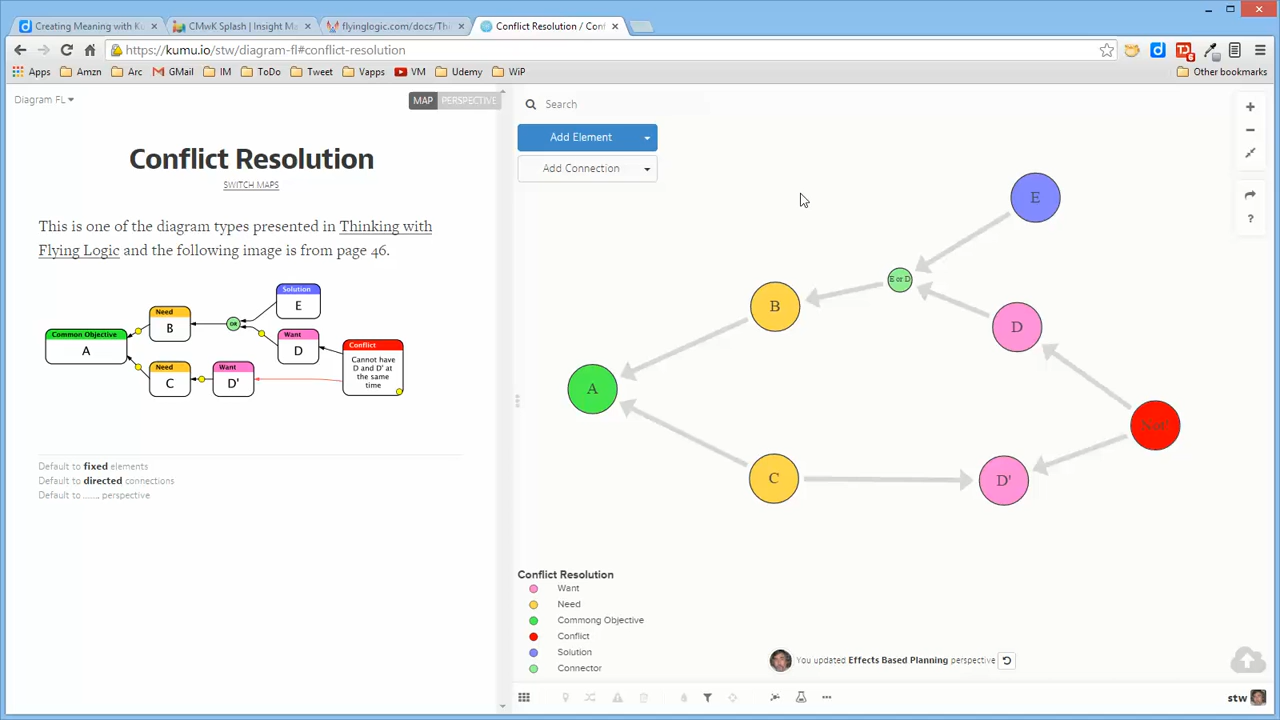 Creating Meaning with Ku
CMwK Splash | Insight Ma
flyinglogic.com/docs/Thi
Conflict Resolution / Conf
https://kumu.io/stw/diagram-fl#conflict-resolution
Apps
Amzn
Arc
GMail
IM
ToDo
Tweet
Vapps
VM
Udemy
WiP
Other bookmarks
Diagram FL
MAP
PERSPECTIVE
Conflict Resolution
SWITCH MAPS
This is one of the diagram types presented in Thinking with
Flying Logic and the following image is from page 46.
Solution
E
Need
B
OR
Common Objective
A
Want
D
Conflict
Cannot have
D and D' at
the same
time
Need
C
Want
D'
Default to fixed elements
Default to directed connections
Default to ...... perspective
Search
Add Element
Add Connection
E
E or D
B
D
A
Not'
C
D'
Conflict Resolution
Want
Need
Commong Objective
Conflict
Solution
Connector
You updated Effects Based Planning perspective
stw